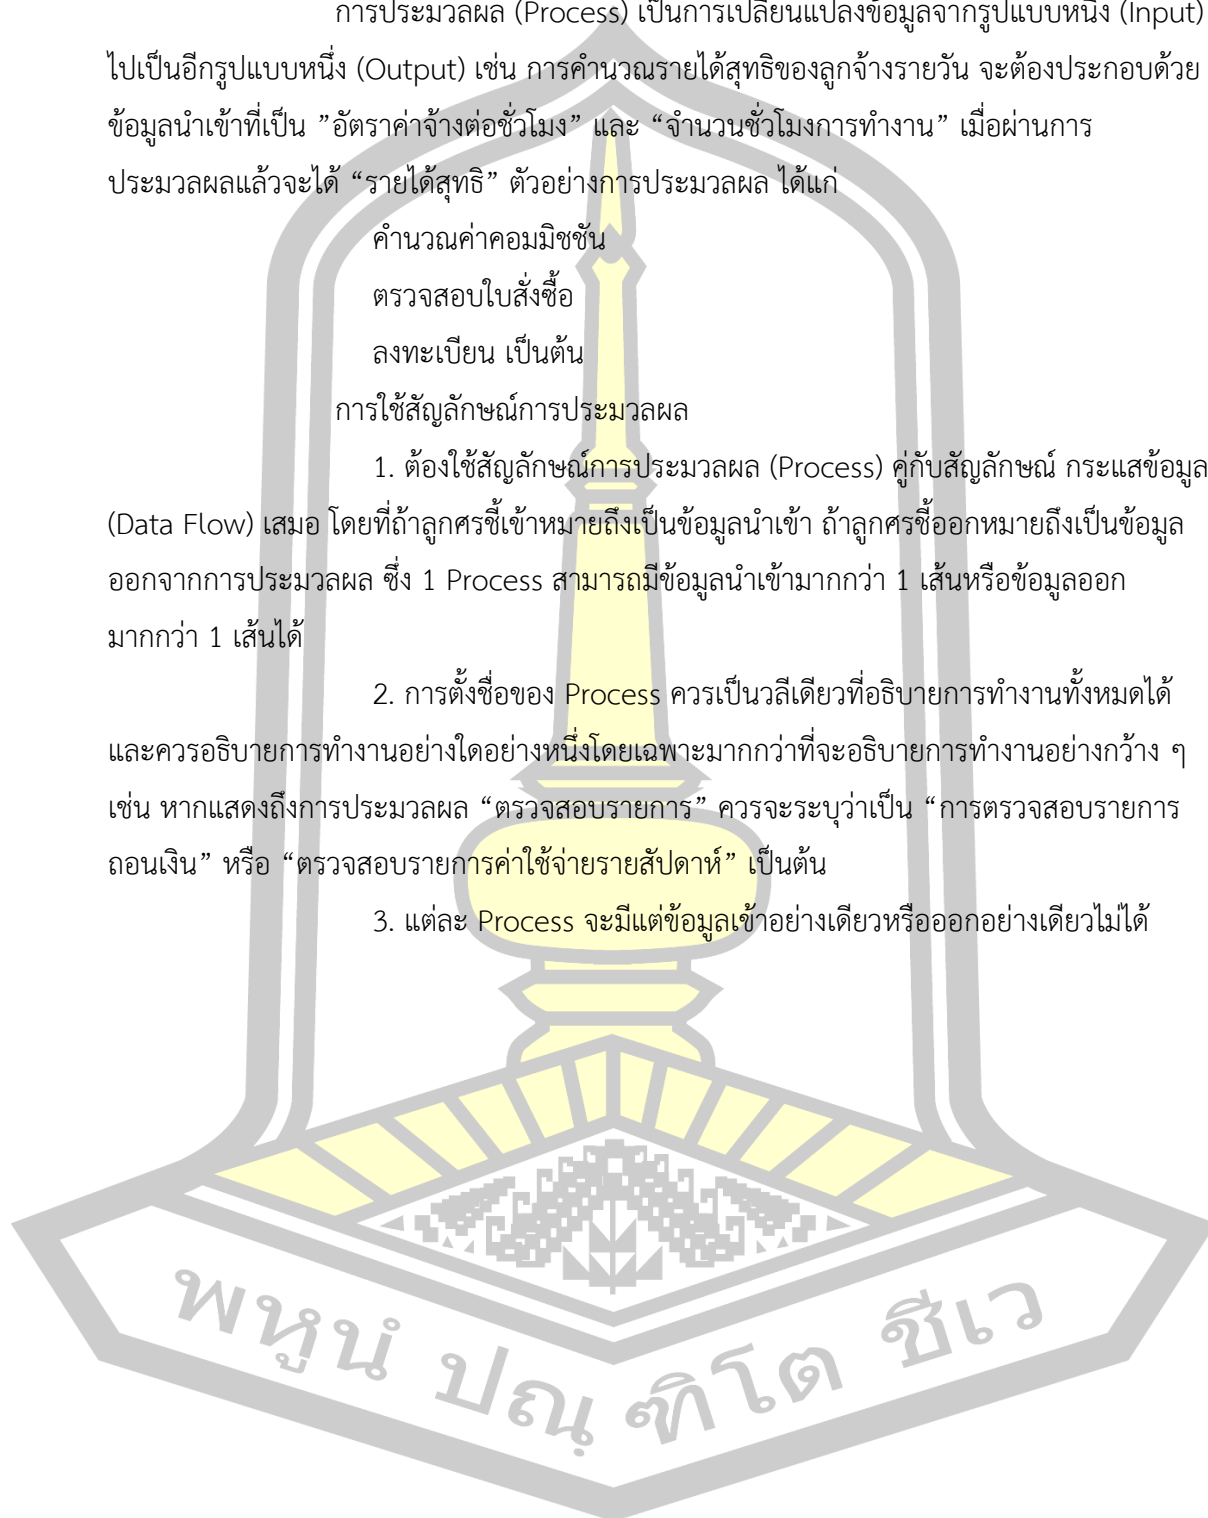 การประมวลผล (Process) เป็นการเปลี่ยนแปลงข้อมูลจากรูปแบบหนึ่ง (Input)
ไปเป็นอีกรูปแบบหนึ่ง (Output) เช่น การคำนวณรายได้สุทธิของลูกจ้างรายวัน จะต้องประกอบด้วย
ข้อมูลนำเข้าที่เป็น ”อัตราค่าจ้างต่อชั่วโมง” และ “จำนวนชั่วโมงการทำงาน” เมื่อผ่านการ
ประมวลผลแล้วจะได้ “รายได้สุทธิ” ตัวอย่างการประมวลผล ได้แก่
คำนวณค่าคอมมิชชัน
ตรวจสอบใบสั่งซื้อ
ลงทะเบียน เป็นต้น
การใช้สัญลักษณ์การประมวลผล
1. ต้องใช้สัญลักษณ์การประมวลผล (Process) คู่กับสัญลักษณ์ กระแสข้อมูล
(Data Flow) เสมอ โดยที่ถ้าลูกศรชี้เข้าหมายถึงเป็นข้อมูลนำเข้า ถ้าลูกศรชี้ออกหมายถึงเป็นข้อมูล
ออกจากการประมวลผล ซึ่ง 1 Process สามารถมีข้อมูลนำเข้ามากกว่า 1 เส้นหรือข้อมูลออก
มากกว่า 1 เส้นได้
2. การตั้งชื่อของ Process ควรเป็นวลีเดียวที่อธิบายการทำงานทั้งหมดได้
และควรอธิบายการทำงานอย่างใดอย่างหนึ่งโดยเฉพาะมากกว่าที่จะอธิบายการทำงานอย่างกว้าง ๆ
เช่น หากแสดงถึงการประมวลผล “ตรวจสอบรายการ” ควรจะระบุว่าเป็น “การตรวจสอบรายการ
ถอนเงิน” หรือ “ตรวจสอบรายการค่าใช้จ่ายรายสัปดาห์” เป็นต้น
3. แต่ละ Process จะมีแต่ข้อมูลเข้าอย่างเดียวหรือออกอย่างเดียวไม่ได้
พหูนํ ปณฺฑิโต ชีเว